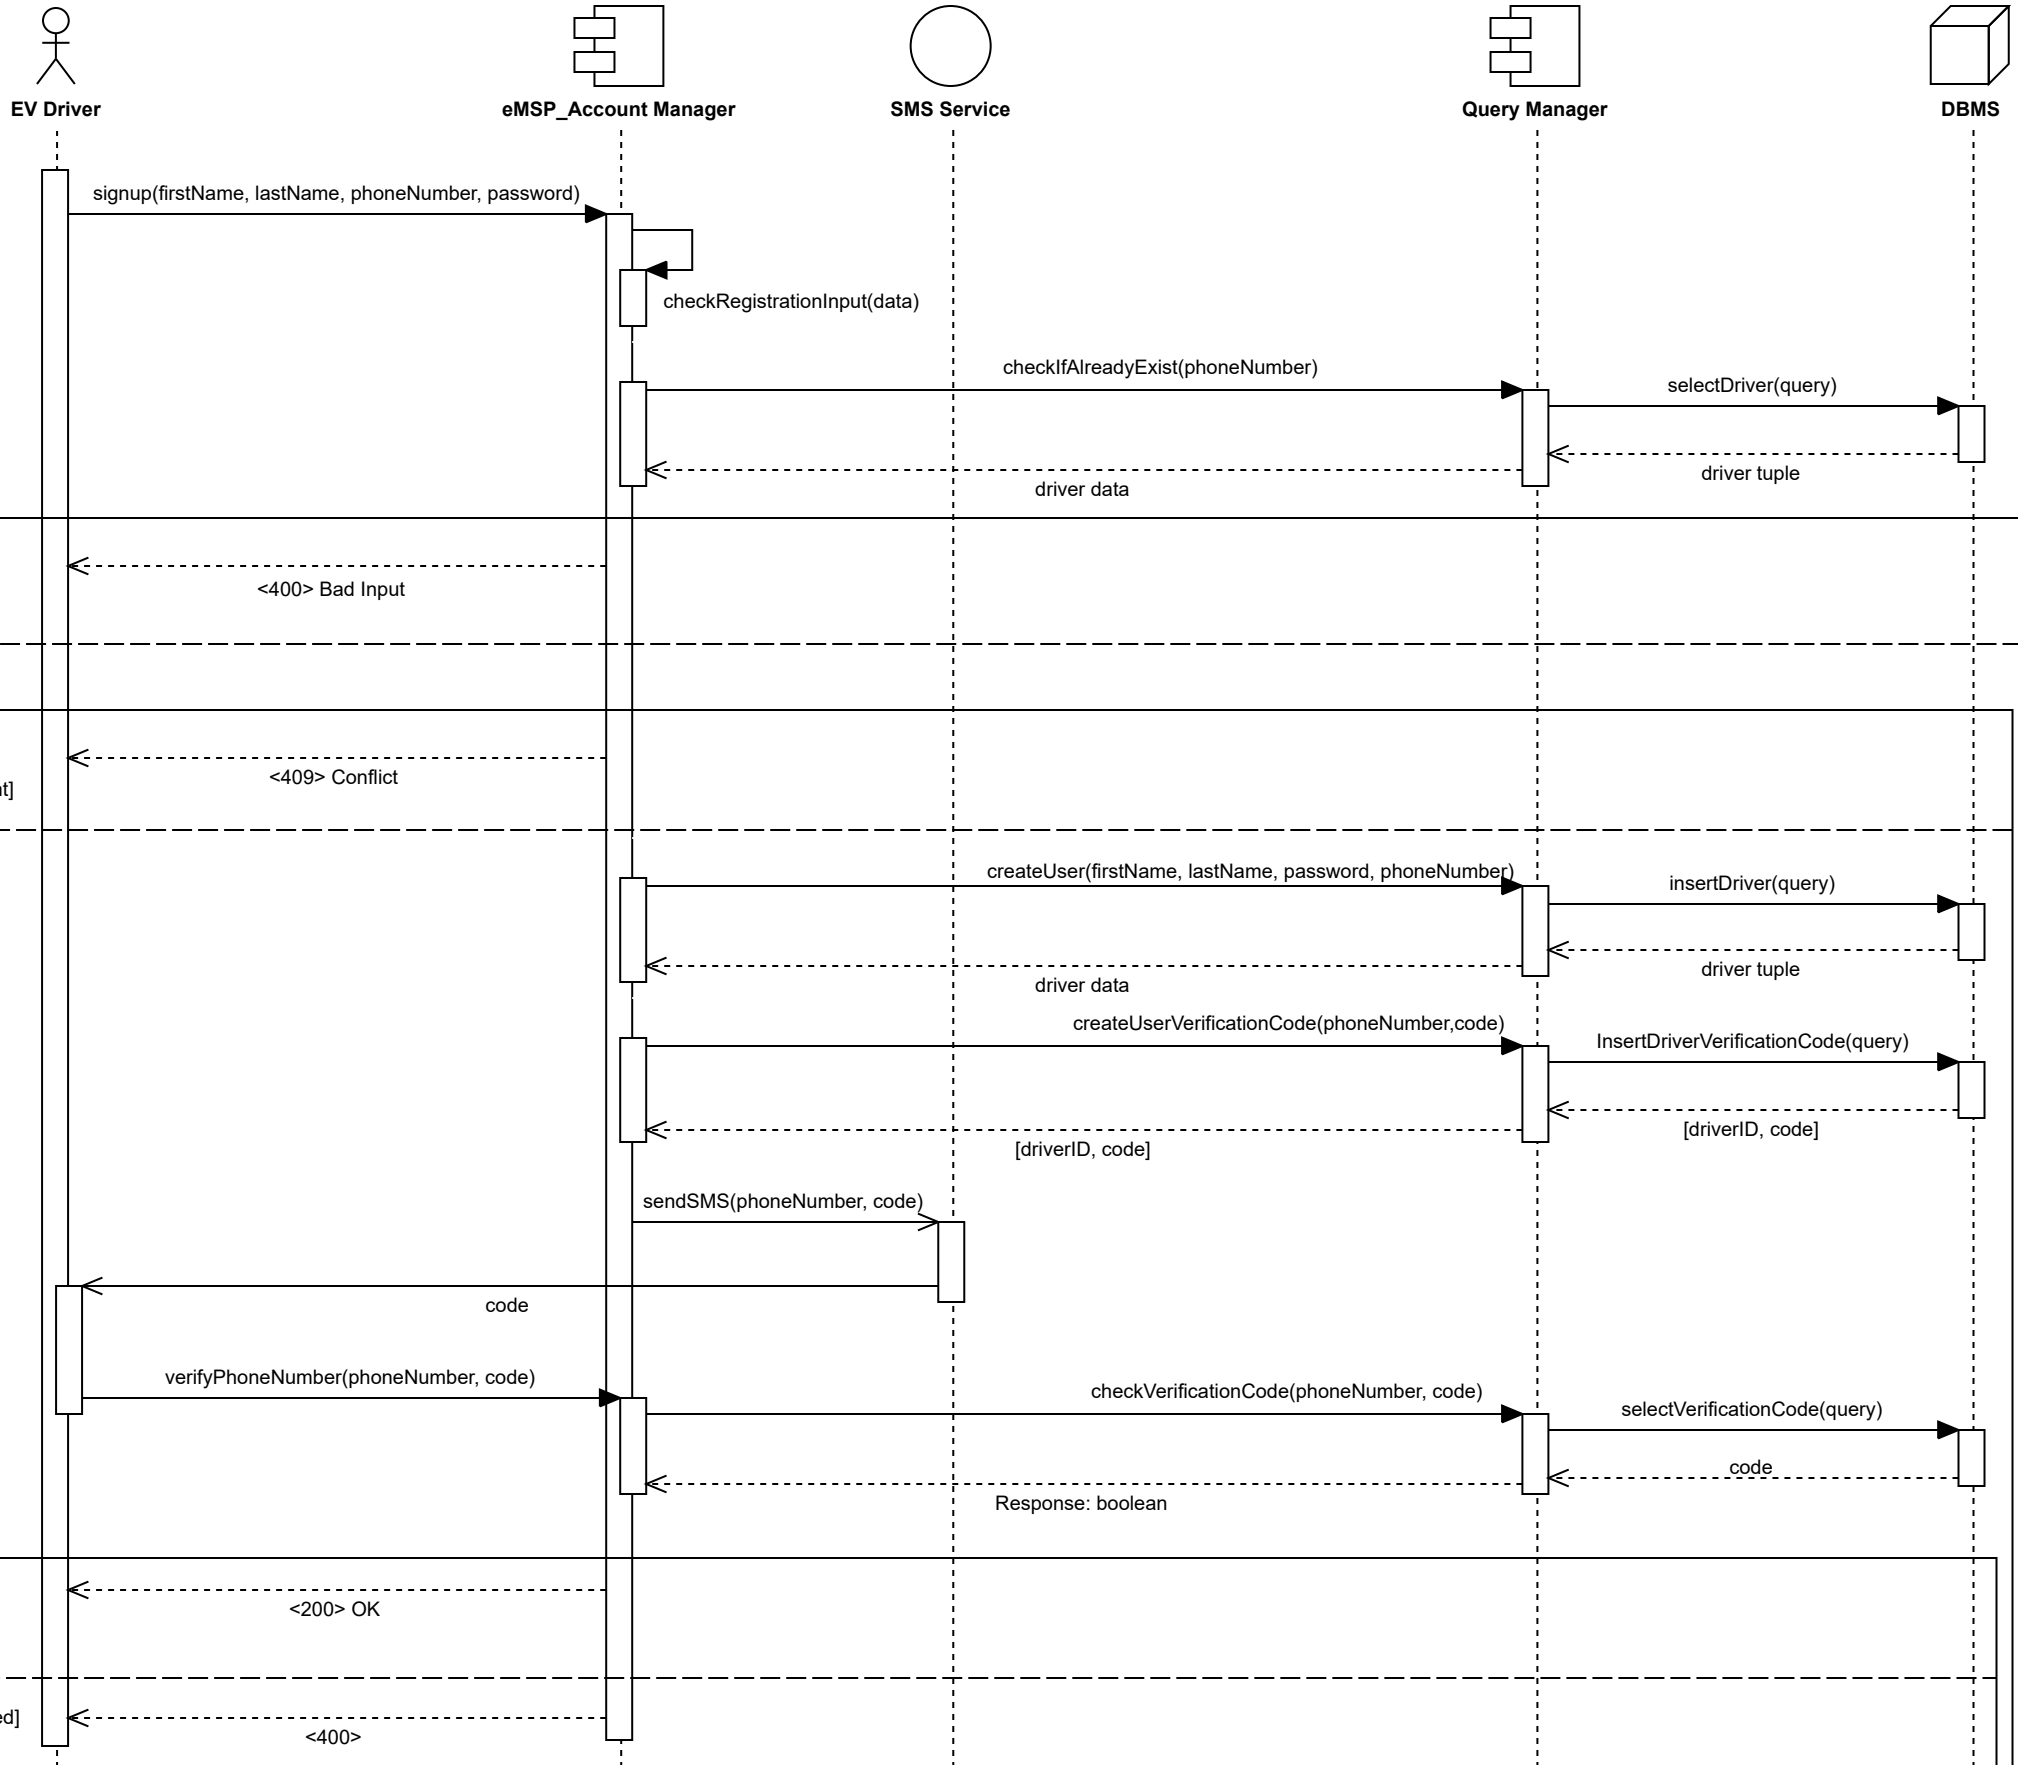 EV Driver
eMSP_Account Manager
SMS Service
Query Manager
DBMS
signup(firstName, lastName, phoneNumber, password)
checkRegistrationInput(data)
checkIfAlreadyExist(phoneNumber)
selectDriver(query)
driver tuple
driver data
<400> Bad Input
<409> Conflict
t]
createUser(firstName, lastName, password, phoneNumber)
insertDriver(query)
driver tuple
driver data
createUserVerificationCode(phoneNumber,code)
InsertDriverVerificationCode(query)
[driverID, code]
[driverID, code]
sendSMS(phoneNumber, code)
code
verifyPhoneNumber(phoneNumber, code)
checkVerificationCode(phoneNumber, code)
selectVerificationCode(query)
code
Response: boolean
<200> OK
ed]
<400>